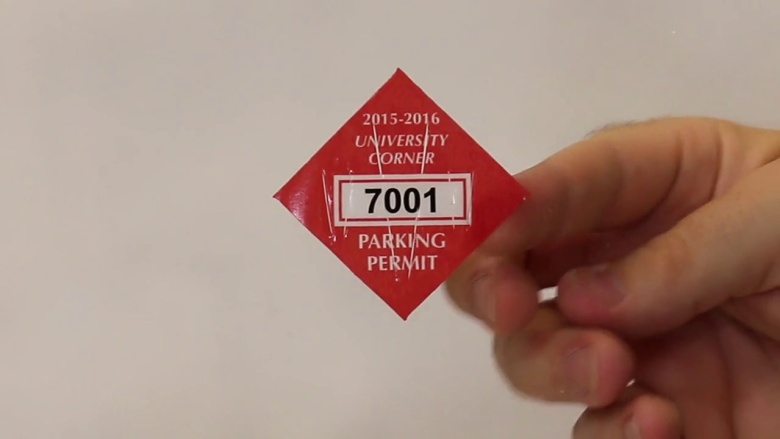 2015-2016
UNIVERSITY
CORNER
7001
PARKING
PERMIT